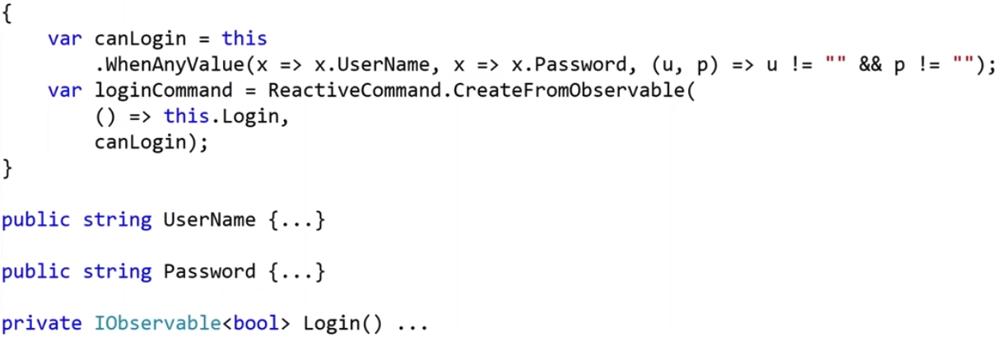 {
    var canLogin = this
        .WhenAnyValue(x => x.UserName, x => x.Password, (u, p) => u != "" && p != "");
    var loginCommand = ReactiveCommand.CreateFromObservable(
        () => this.Login,
        canLogin);
}

public string UserName {...}

public string Password {...}

private IObservable<bool> Login() ...